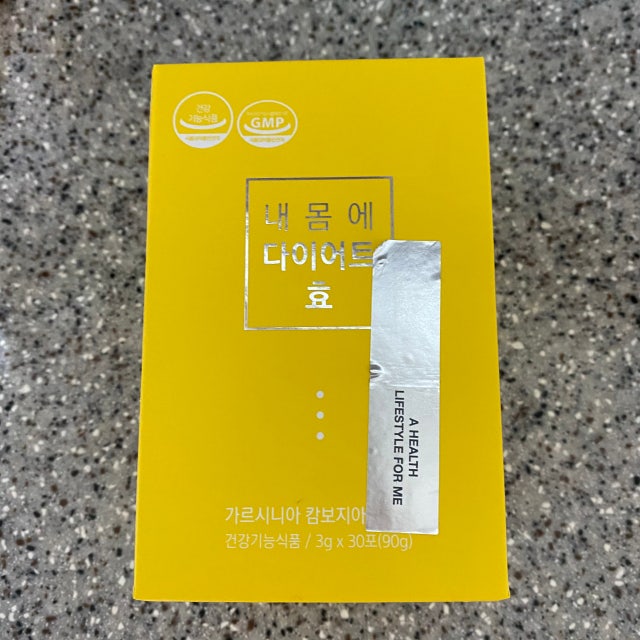 건강
기능식품
GMP
내 몸에
다이어트
효
A HEALTH
LIFESTYLE FOR ME
가르시니아 캄보지아
건강기능식품 / 3g x 30포(90g)